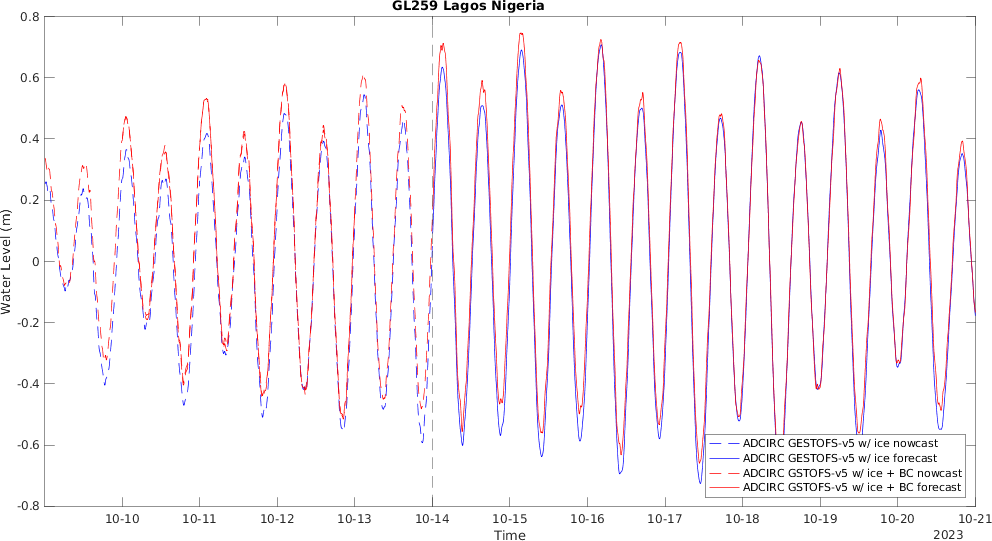 GL259 Lagos Nigeria
Water Level (m)
0.8
0.6
0.4
0.2
0
-0.2
-0.4
-0.6
-0.8
ADCIRC GESTOFS-v5 w/ ice nowcast
ADCIRC GESTOFS-v5 w/ ice forecast
ADCIRC GSTOFS-v5 w/ ice + BC nowcast
ADCIRC GSTOFS-v5 w/ ice + BC forecast
10-10 10-11 10-12 10-13 10-14 10-15 10-16 10-17 10-18 10-19 10-20 10-21
Time
2023